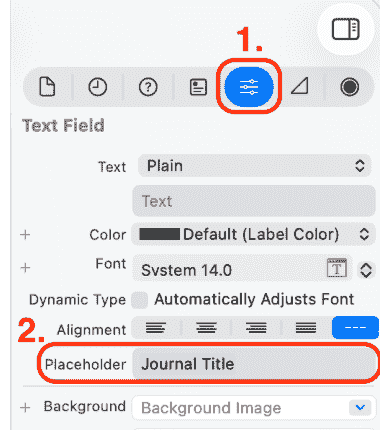 1.
Text Field
Text Plain
Text
+ Color Default (Label Color)
+ Font System 14.0 T
Dynamic Type Automatically Adjusts Font
Alignment ---
2.
Placeholder Journal Title
+ Background Background Image